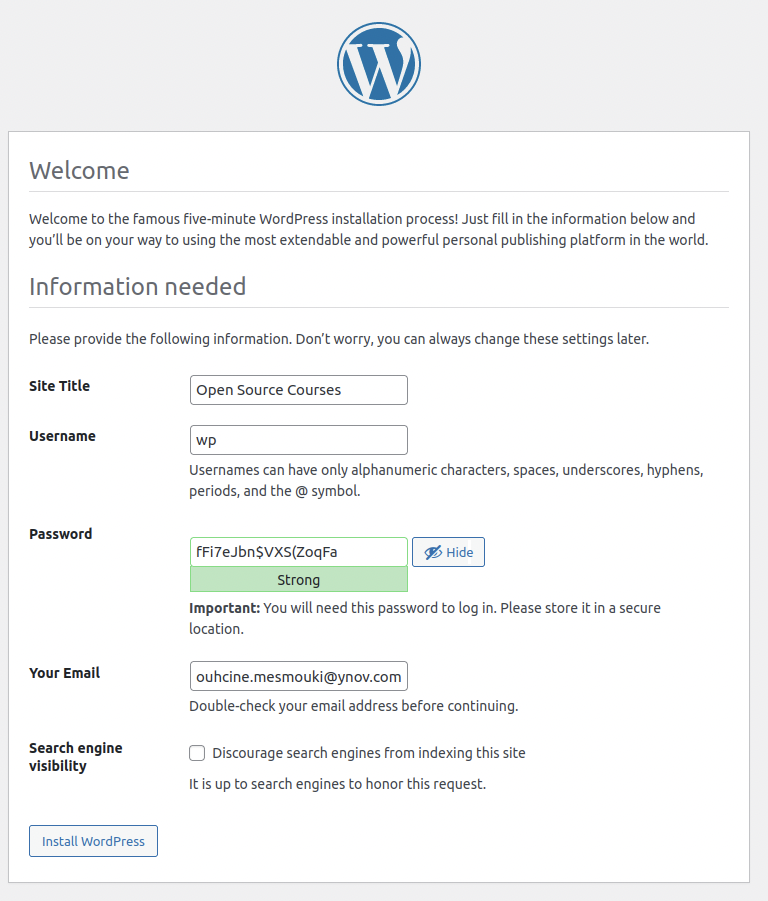 Welcome
Welcome to the famous five-minute WordPress installation process! Just fill in the information below and
you’ll be on your way to using the most extendable and powerful personal publishing platform in the world.
Information needed
Please provide the following information. Don’t worry, you can always change these settings later.
Site Title
Open Source Courses
Username
wp
Usernames can have only alphanumeric characters, spaces, underscores, hyphens,
periods, and the @ symbol.
Password
fFi7eJbn$VXS(ZoqFa
Hide
Strong
Important: You will need this password to log in. Please store it in a secure
location.
Your Email
ouhcine.mesmouki@ynov.com
Double-check your email address before continuing.
Search engine
visibility
Discourage search engines from indexing this site
It is up to search engines to honor this request.
Install WordPress